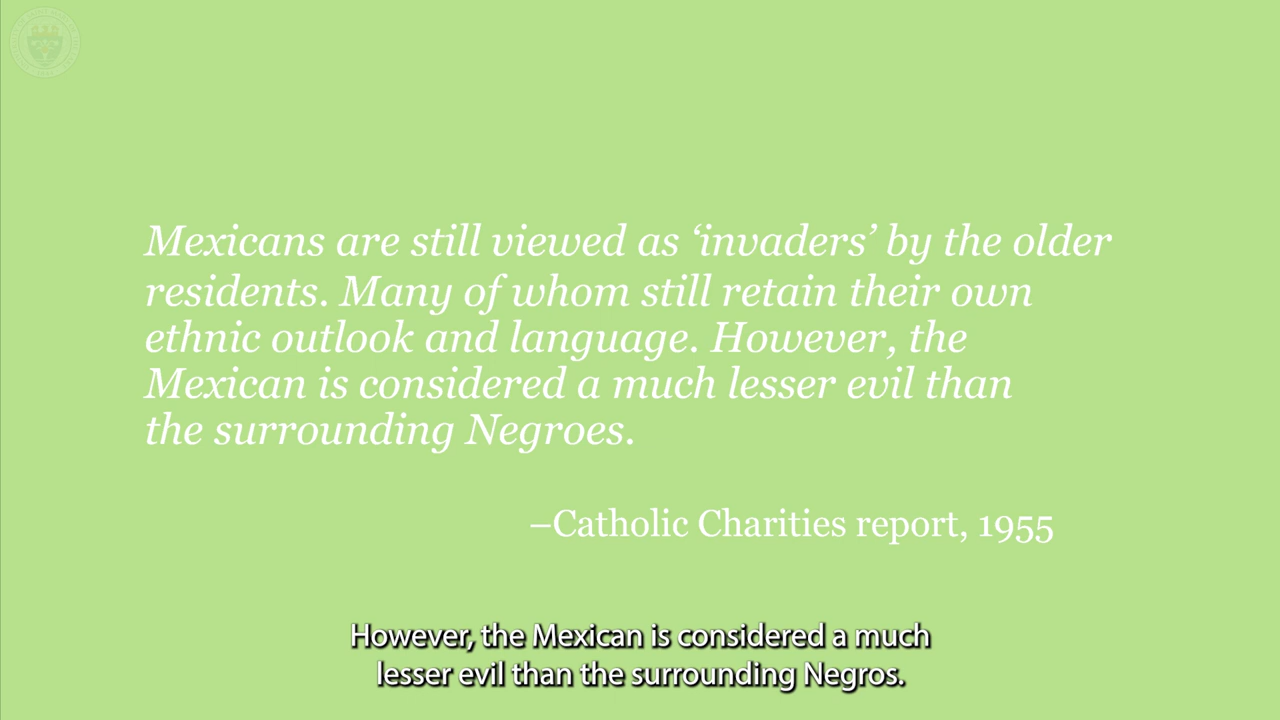 Mexicans are still viewed as ‘invaders’ by the older
residents. Many of whom still retain their own
ethnic outlook and language. However, the
Mexican is considered a much lesser evil than
the surrounding Negroes.
–Catholic Charities report, 1955
However, the Mexican is considered a much
lesser evil than the surrounding Negros.